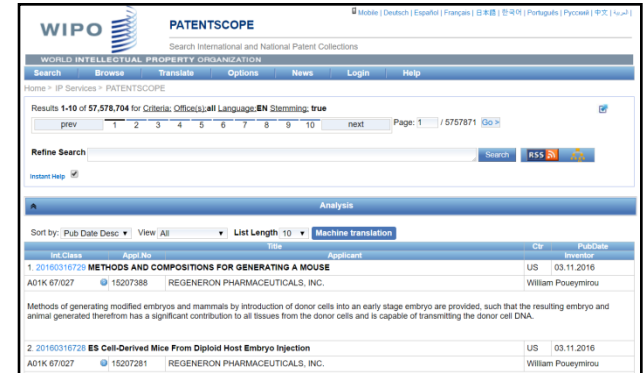 Mobile | Deutsch | Español | Français | 日本語 | 한국어 | Português | Русский | 中文 | العربية |
WIPO
PATENTSCOPE
Search International and National Patent Collections
WORLD INTELLECTUAL PROPERTY ORGANIZATION
Search Browse Translate Options News Login Help
Home > IP Services > PATENTSCOPE
Results 1-10 of 57,578,704 for Criteria: Office(s):all Language:EN Stemming: true
prev 1 2 3 4 5 6 7 8 9 10 next Page: 1 / 5757871 Go >
Refine Search Search RSS
Instant Help
Analysis
Sort by: Pub Date Desc View All List Length 10 Machine translation
Title Ctr PubDate
Int.Class Appl.No Applicant Inventor
1. 20160316729 METHODS AND COMPOSITIONS FOR GENERATING A MOUSE US 03.11.2016
A01K 67/027 15207388 REGENERON PHARMACEUTICALS, INC. William Poueymirou
Methods of generating modified embryos and mammals by introduction of donor cells into an early stage embryo are provided, such that the resulting embryo and
animal generated therefrom has a significant contribution to all tissues from the donor cells and is capable of transmitting the donor cell DNA.
2. 20160316728 ES Cell-Derived Mice From Diploid Host Embryo Injection US 03.11.2016
A01K 67/027 15207281 REGENERON PHARMACEUTICALS, INC. William Poueymirou